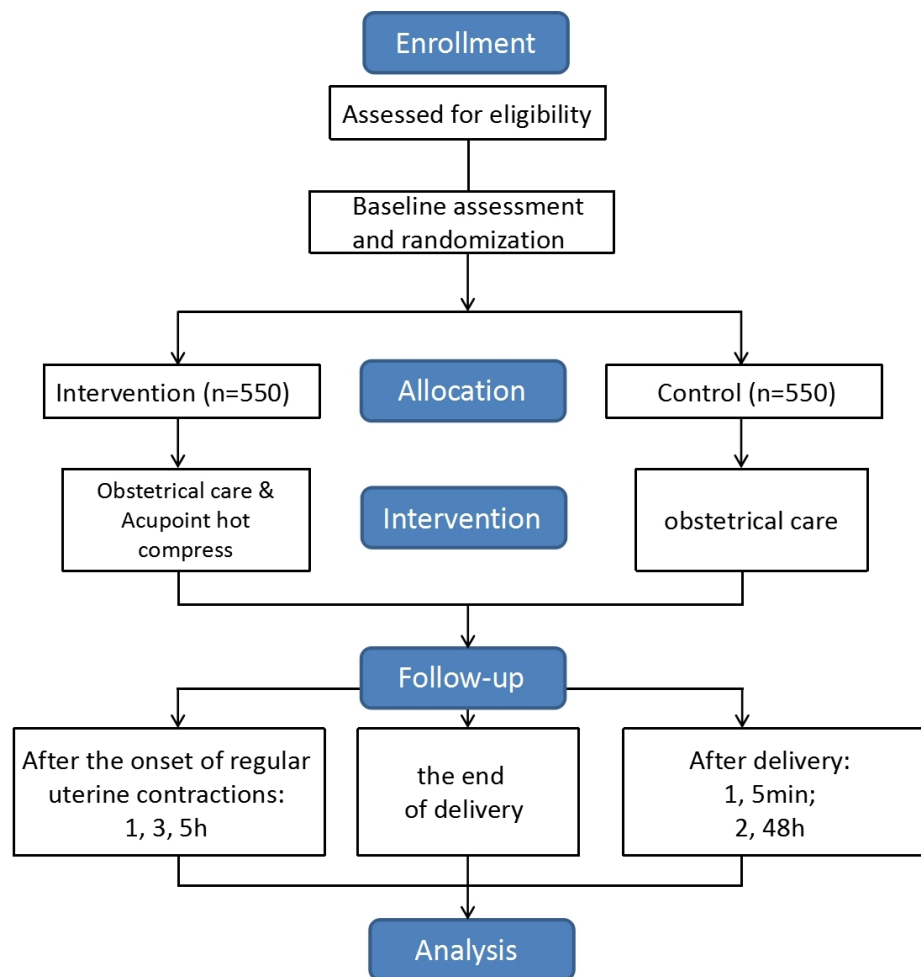 Enrollment
Assessed for eligibility
Baseline assessment
and randomization
Intervention (n=550)
Allocation
Control (n=550)
Obstetrical care &
Acupoint hot
compress
Intervention
obstetrical care
Follow-up
After the onset of regular
uterine contractions:
1, 3, 5h
the end
of delivery
After delivery:
1, 5min;
2, 48h
Analysis